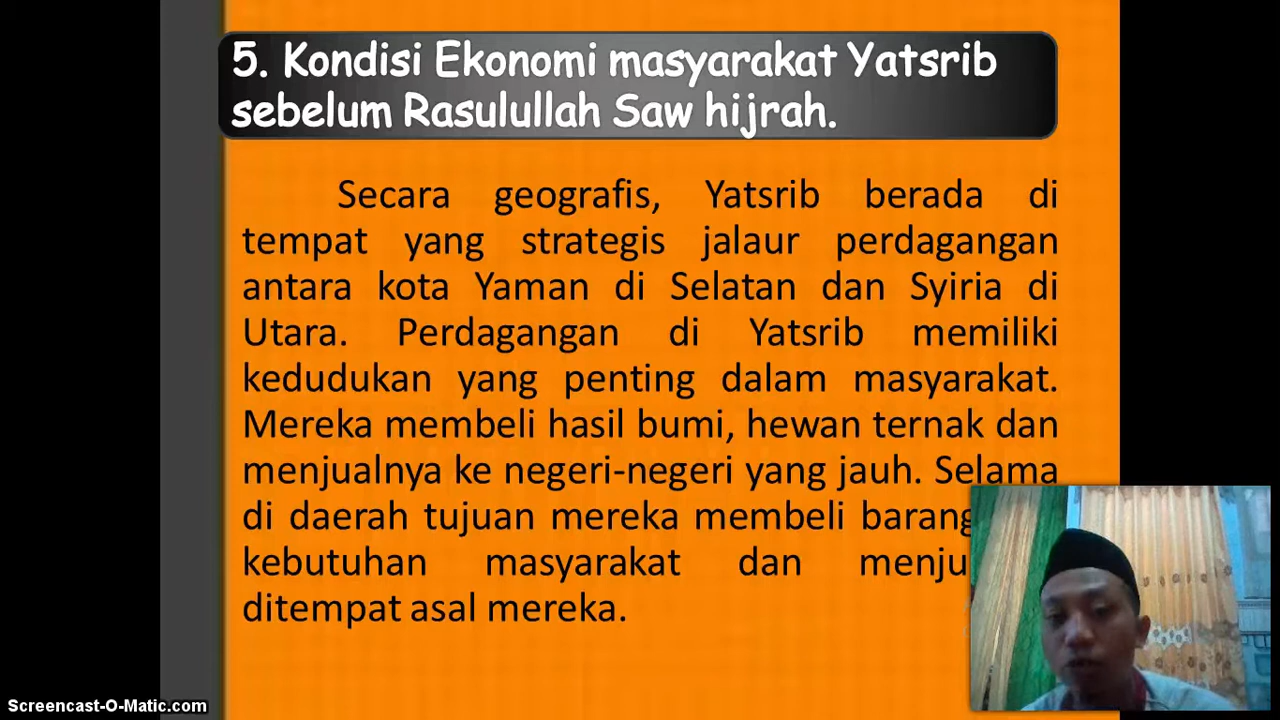 5. Kondisi Ekonomi masyarakat Yatsrib
sebelum Rasulullah Saw hijrah.
Secara geografis, Yatsrib berada di
tempat yang strategis jalaur perdagangan
antara kota Yaman di Selatan dan Syiria di
Utara. Perdagangan di Yatsrib memiliki
kedudukan yang penting dalam masyarakat.
Mereka membeli hasil bumi, hewan ternak dan
menjualnya ke negeri-negeri yang jauh. Selama
di daerah tujuan mereka membeli barang
kebutuhan masyarakat dan
ditempat asal mereka.
Screencast-O-Matic.com